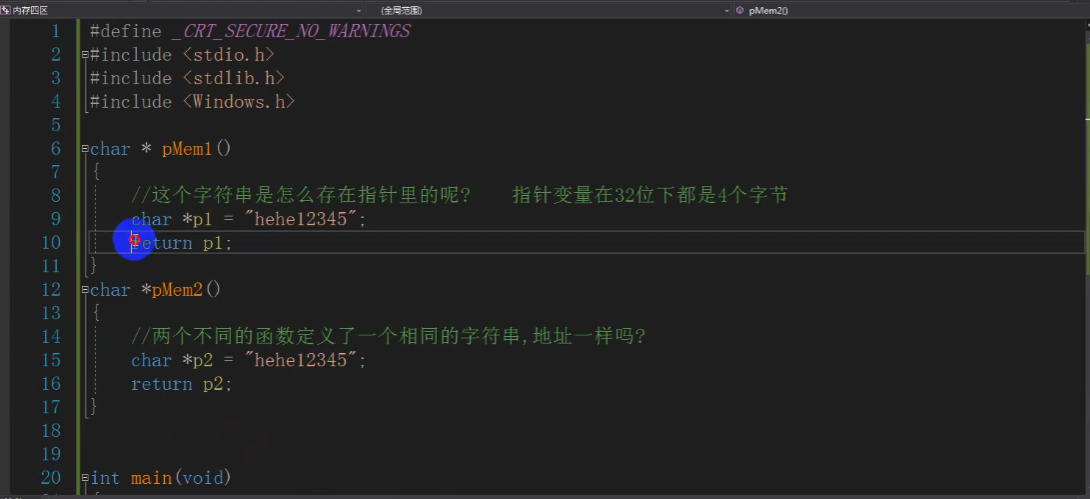 内存四区 (全局范围) pMem2()
1 #define _CRT_SECURE_NO_WARNINGS
2 #include <stdio.h>
3 #include <stdlib.h>
4 #include <Windows.h>
5
6 char * pMem1()
7 {
8 //这个字符串是怎么存在指针里的呢? 指针变量在32位下都是4个字节
9 char *p1 = "hehe12345";
10 return p1;
11 }
12 char *pMem2()
13 {
14 //两个不同的函数定义了一个相同的字符串,地址一样吗?
15 char *p2 = "hehe12345";
16 return p2;
17 }
18
19
20 int main(void)